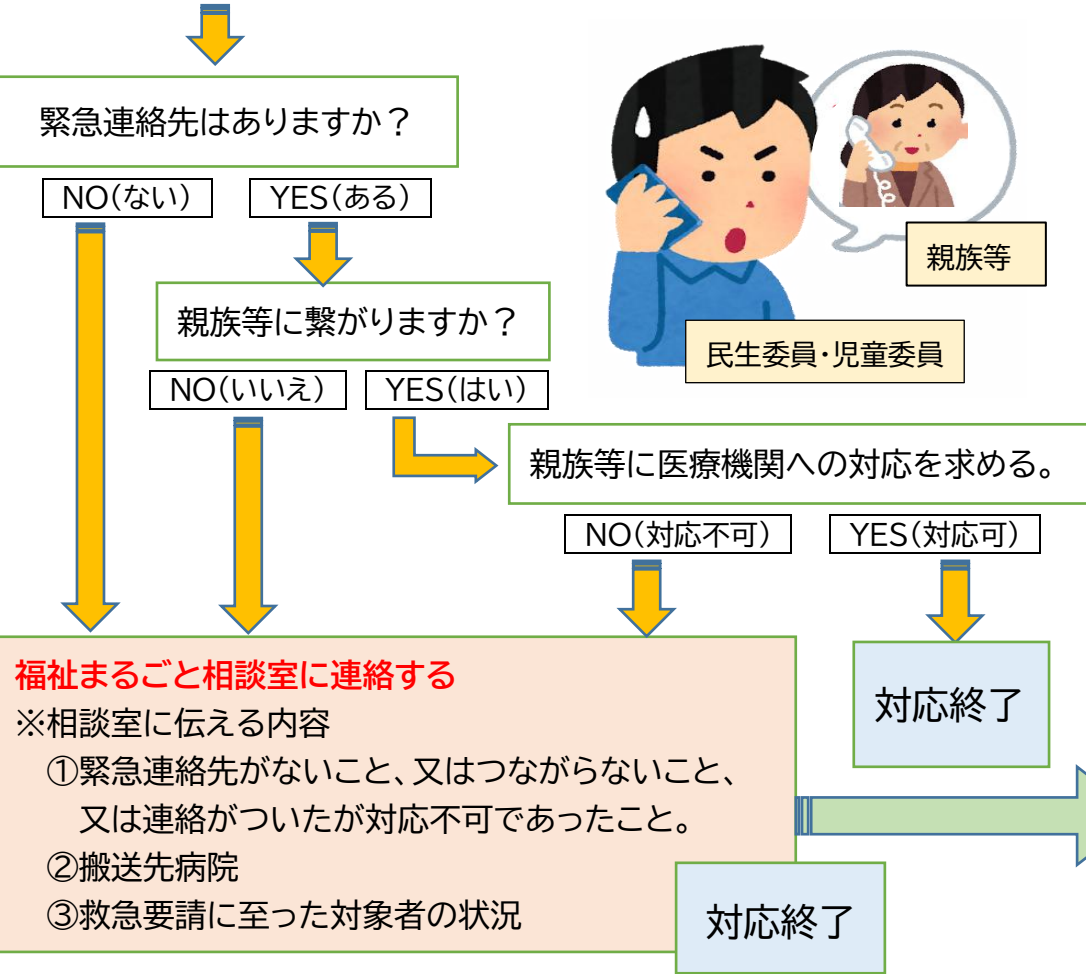 緊急連絡先はありますか？
NO(ない)
YES(ある)
親族等
親族等に繋がりますか？
民生委員・児童委員
NO(いいえ)
YES(はい)
親族等に医療機関への対応を求める。
NO(対応不可)
YES(対応可)
福祉まるごと相談室に連絡する
※相談室に伝える内容
①緊急連絡先がないこと、又はつながらないこと、
又は連絡がついたが対応不可であったこと。
②搬送先病院
③救急要請に至った対象者の状況
対応終了
対応終了